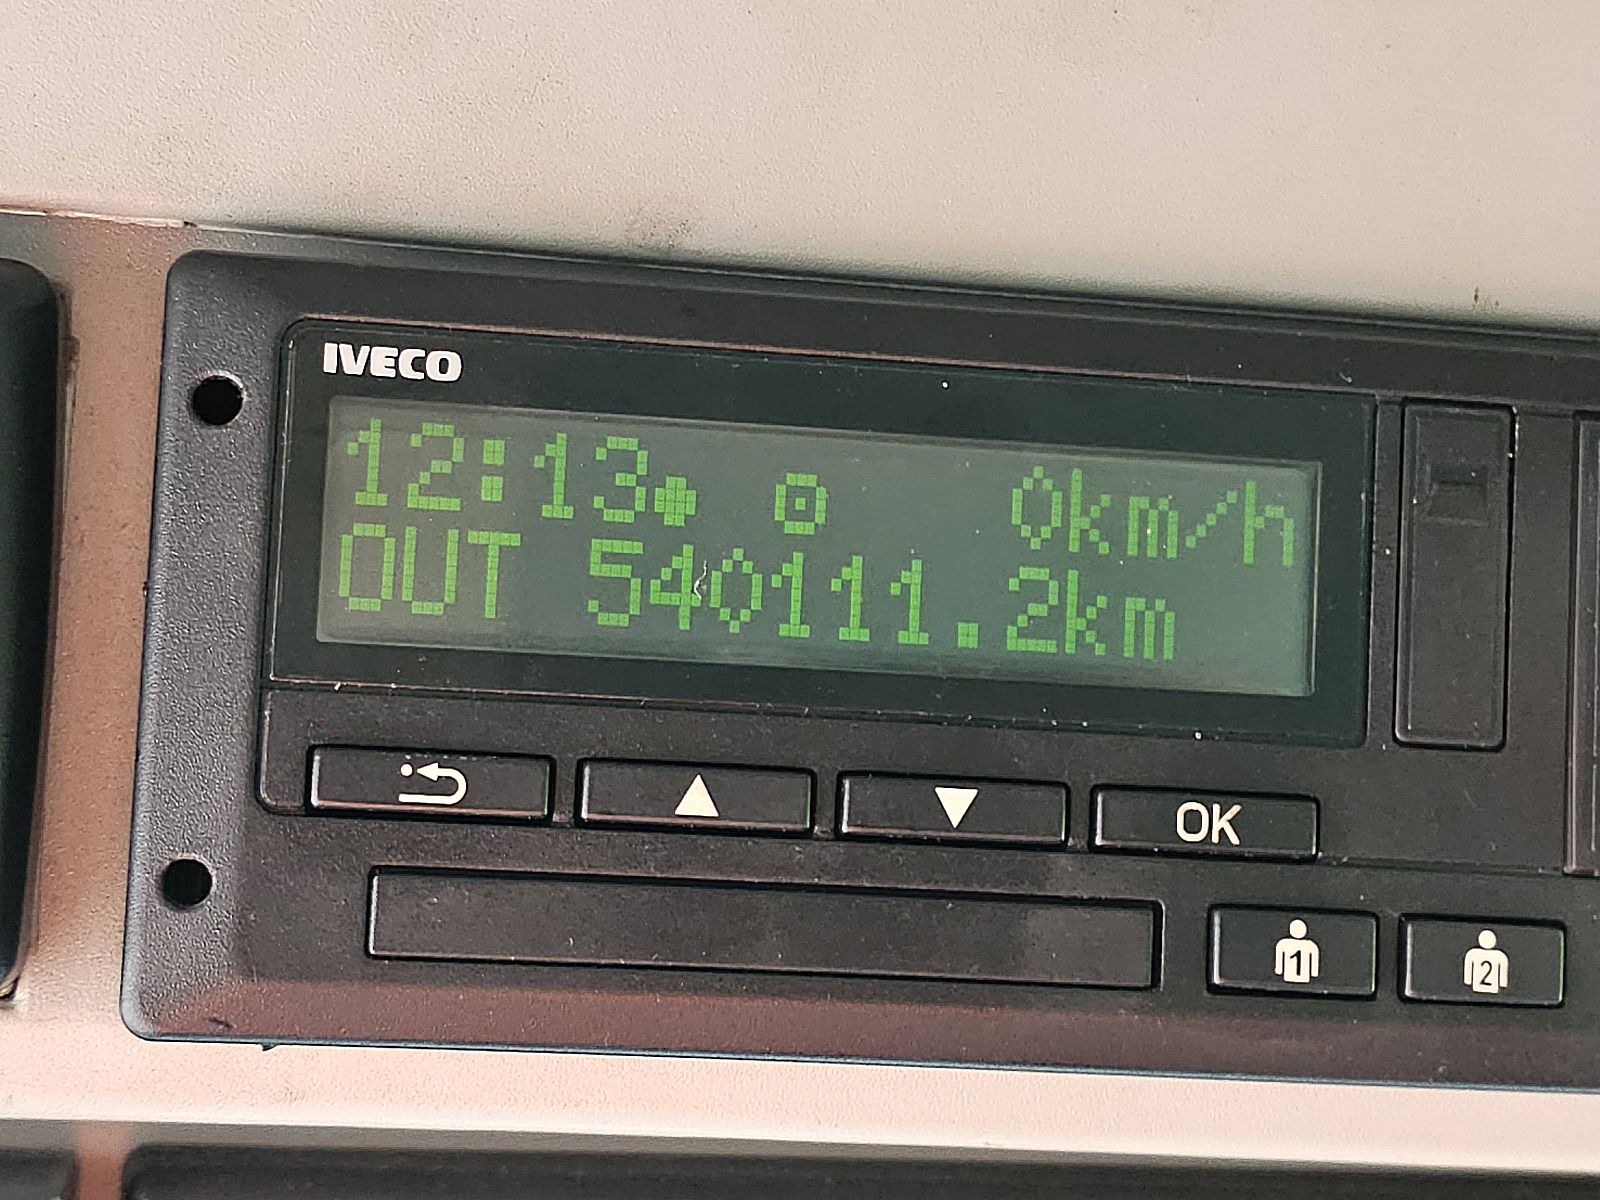 IVECO
12:13● ⊡ 0km/h
OUT 540111.2km
OK
1 2